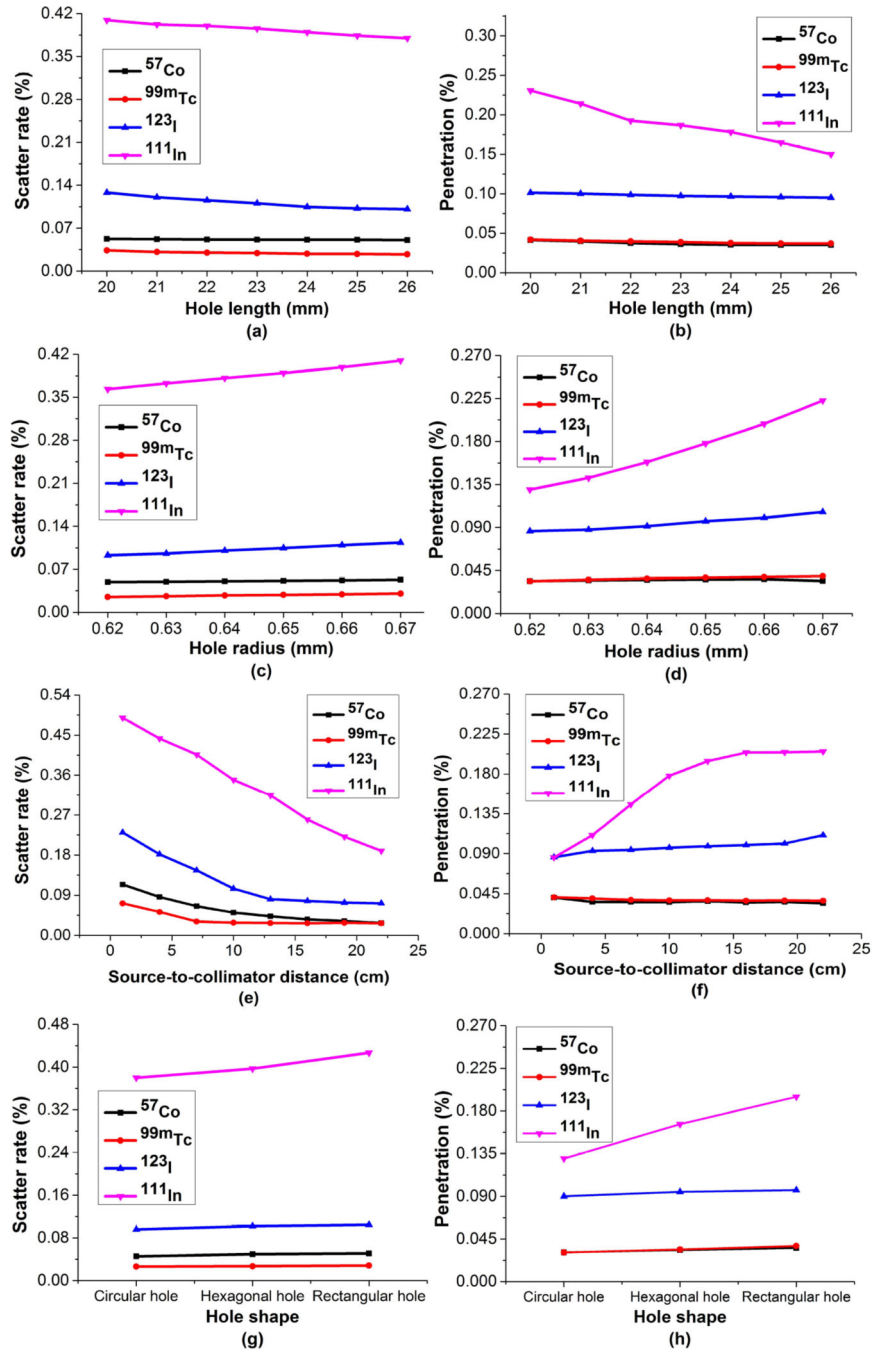 0.42
0.35
0.28
0.21
0.14
0.07
0.00
Scatter rate (%)
57Co
99mTc
123I
111In
20 21 22 23 24 25 26
Hole length (mm)
(a)
0.30
0.25
0.20
0.15
0.10
0.05
0.00
Penetration (%)
57Co
99mTc
123I
111In
20 21 22 23 24 25 26
Hole length (mm)
(b)
0.42
0.35
0.28
0.21
0.14
0.07
0.00
Scatter rate (%)
57Co
99mTc
123I
111In
0.62 0.63 0.64 0.65 0.66 0.67
Hole radius (mm)
(c)
0.270
0.225
0.180
0.135
0.090
0.045
0.000
Penetration (%)
57Co
99mTc
123I
111In
0.62 0.63 0.64 0.65 0.66 0.67
Hole radius (mm)
(d)
0.54
0.45
0.36
0.27
0.18
0.09
0.00
Scatter rate (%)
57Co
99mTc
123I
111In
0 5 10 15 20 25
Source-to-collimator distance (cm)
(e)
0.270
0.225
0.180
0.135
0.090
0.045
0.000
Penetration (%)
57Co
99mTc
123I
111In
0 5 10 15 20 25
Source-to-collimator distance (cm)
(f)
0.48
0.40
0.32
0.24
0.16
0.08
0.00
Scatter rate (%)
57Co
99mTc
123I
111In
Circular hole Hexagonal hole Rectangular hole
Hole shape
(g)
0.270
0.225
0.180
0.135
0.090
0.045
0.000
Penetration (%)
57Co
99mTc
123I
111In
Circular hole Hexagonal hole Rectangular hole
Hole shape
(h)